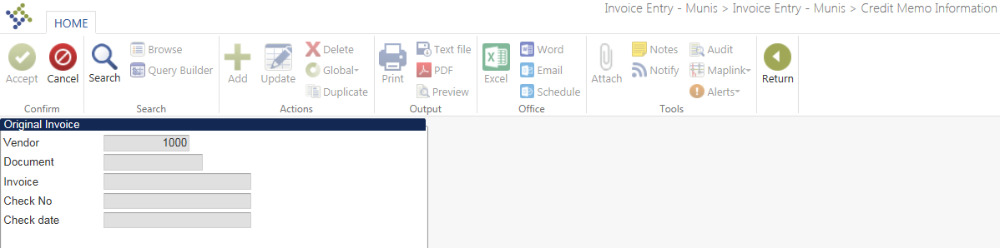 Invoice Entry - Munis > Invoice Entry - Munis > Credit Memo Information
HOME
Accept
Cancel
Confirm
Search
Browse
Query Builder
Search
Add
Update
Delete
Global
Duplicate
Actions
Print
Text file
PDF
Preview
Output
Excel
Word
Email
Schedule
Office
Attach
Notes
Notify
Audit
Maplink
Alerts
Tools
Return
Original Invoice
Vendor 1000
Document
Invoice
Check No
Check date